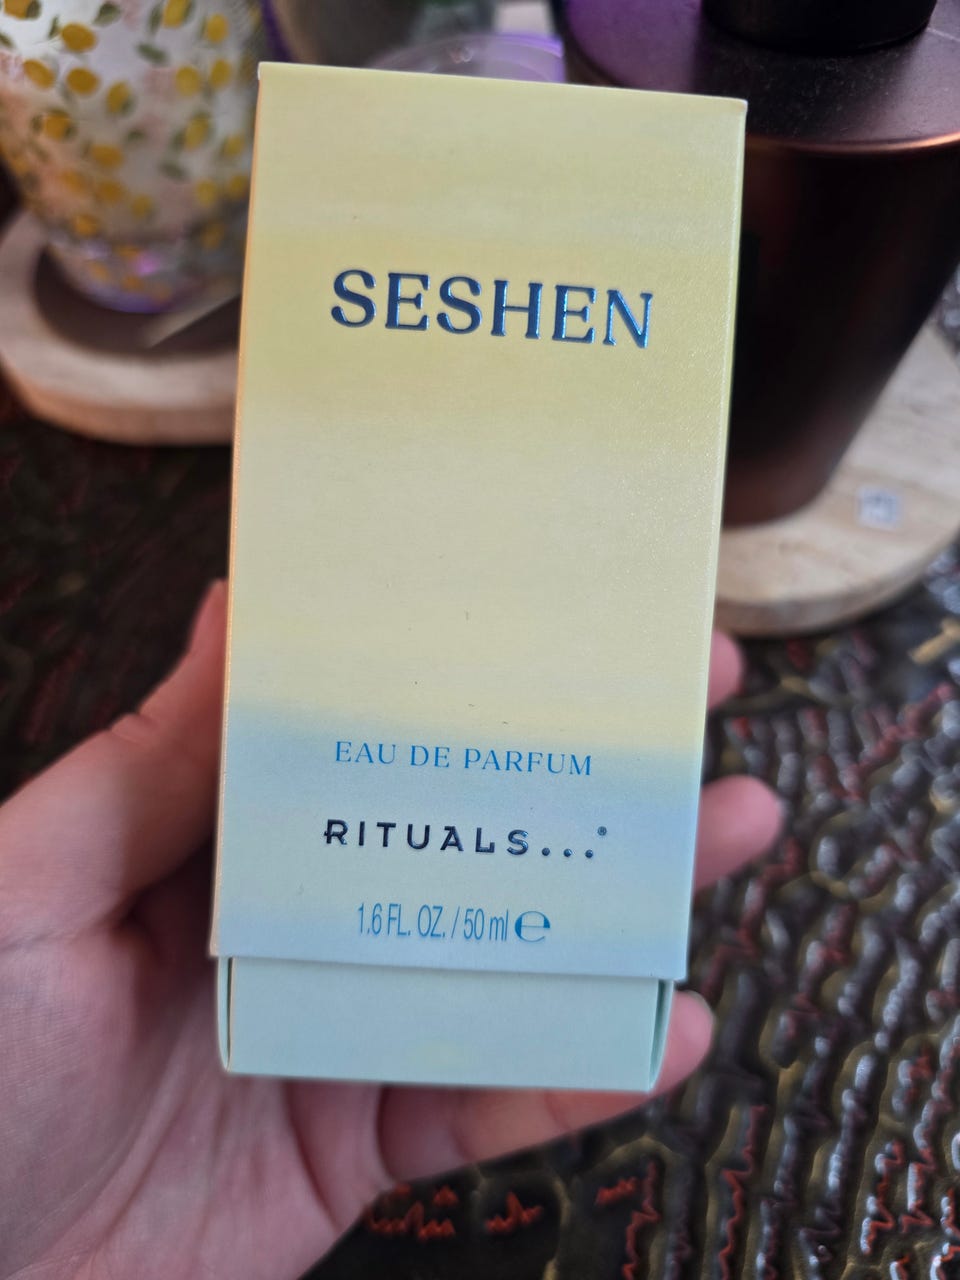 SESHEN
EAU DE PARFUM
RITUALS...®
1.6 FL. OZ. / 50 ml ℮